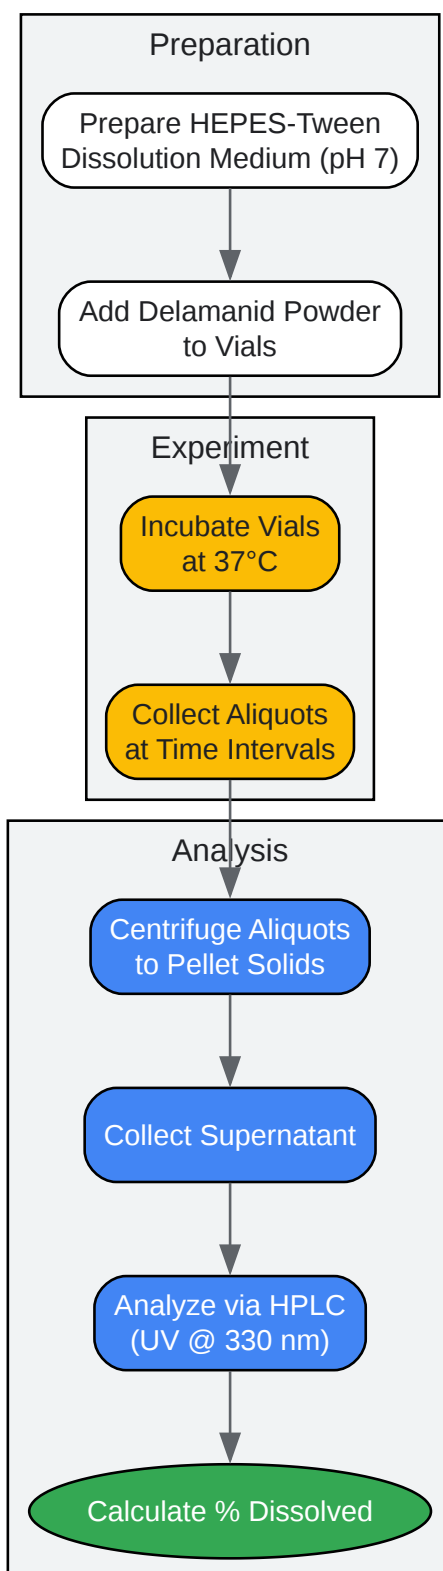 Preparation
Prepare HEPES-Tween
Dissolution Medium (pH 7)
Add Delamanid Powder
to Vials
Experiment
Incubate Vials
at 37°C
Collect Aliquots
at Time Intervals
Analysis
Centrifuge Aliquots
to Pellet Solids
Collect Supernatant
Analyze via HPLC
(UV @ 330 nm)
Calculate % Dissolved